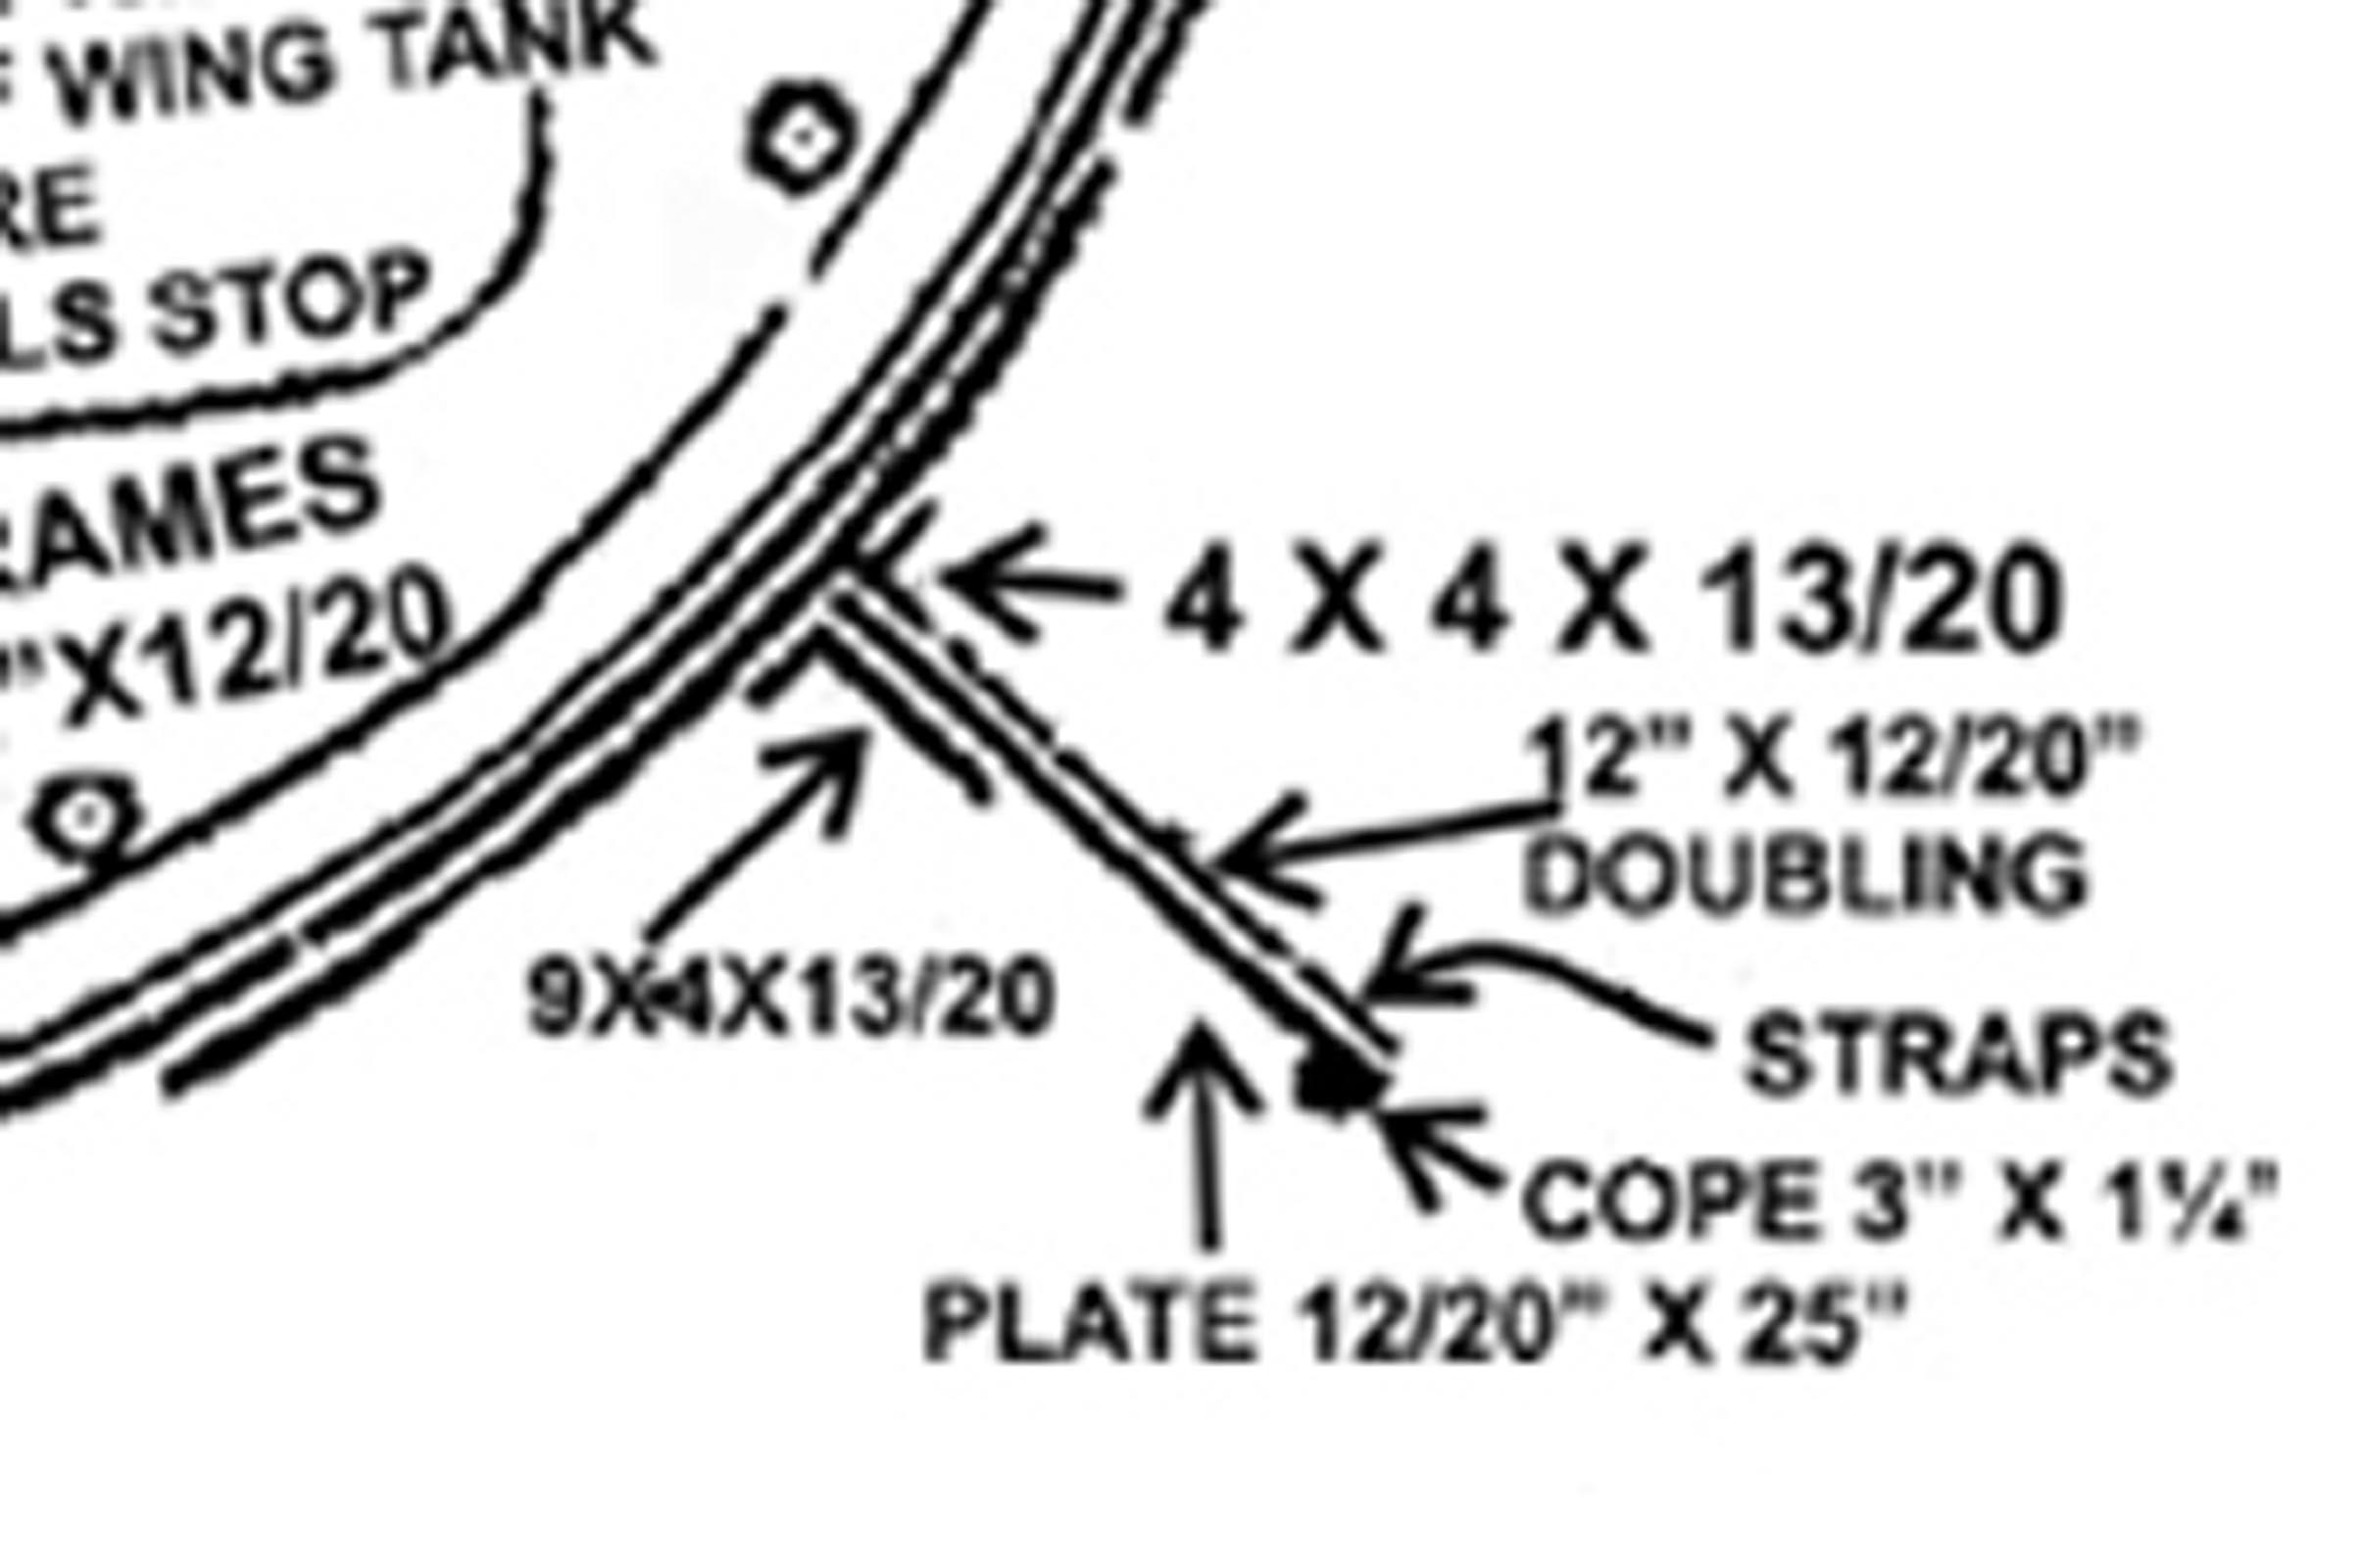 WING TANK
RE
LS STOP
AMES
"X12/20
4 X 4 X 13/20
12" X 12/20"
DOUBLING
9X4X13/20
STRAPS
COPE 3" X 1¼"
PLATE 12/20" X 25"